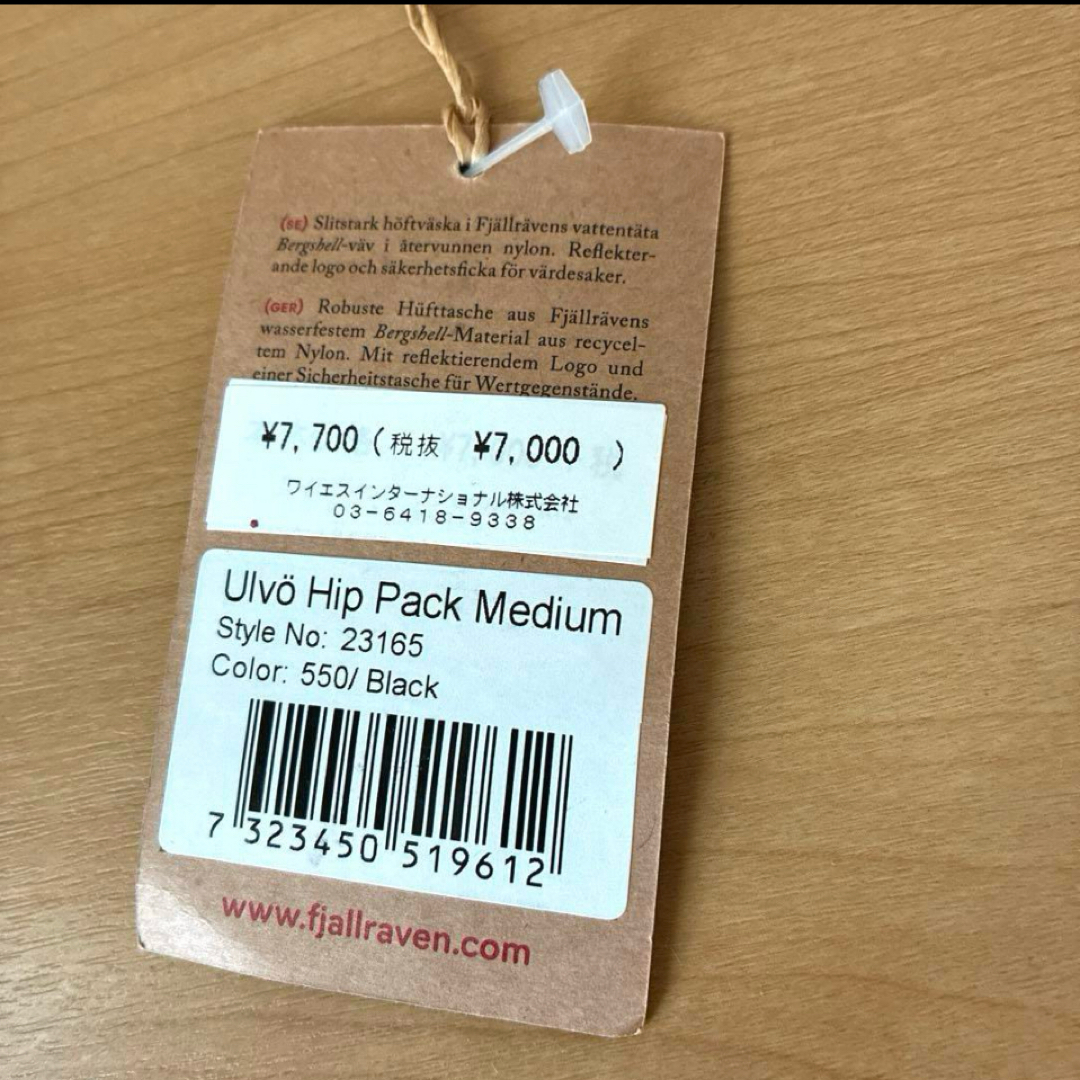 (SE) Slitstark höftväska i Fjällrävens vattentäta
Bergshell-väv i återvunnen nylon. Reflekter-
ande logo och säkerhetsficka för värdesaker.
(GER) Robuste Hüfttasche aus Fjällrävens
wasserfestem Bergshell-Material aus recycel-
tem Nylon. Mit reflektierendem Logo und
einer Sicherheitstasche für Wertgegenstände.
¥7,700 (税抜 ¥7,000 )
ワイエスインターナショナル株式会社
03-6418-9338
Ulvö Hip Pack Medium
Style No: 23165
Color: 550/ Black
7 323450 519612
www.fjallraven.com